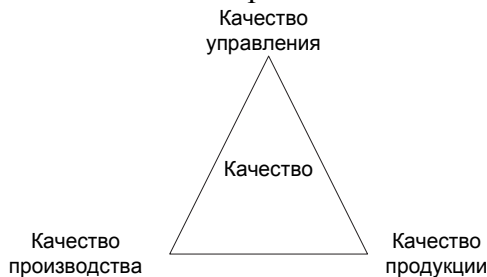 Качество
управления
Качество
Качество
производства
Качество
продукции